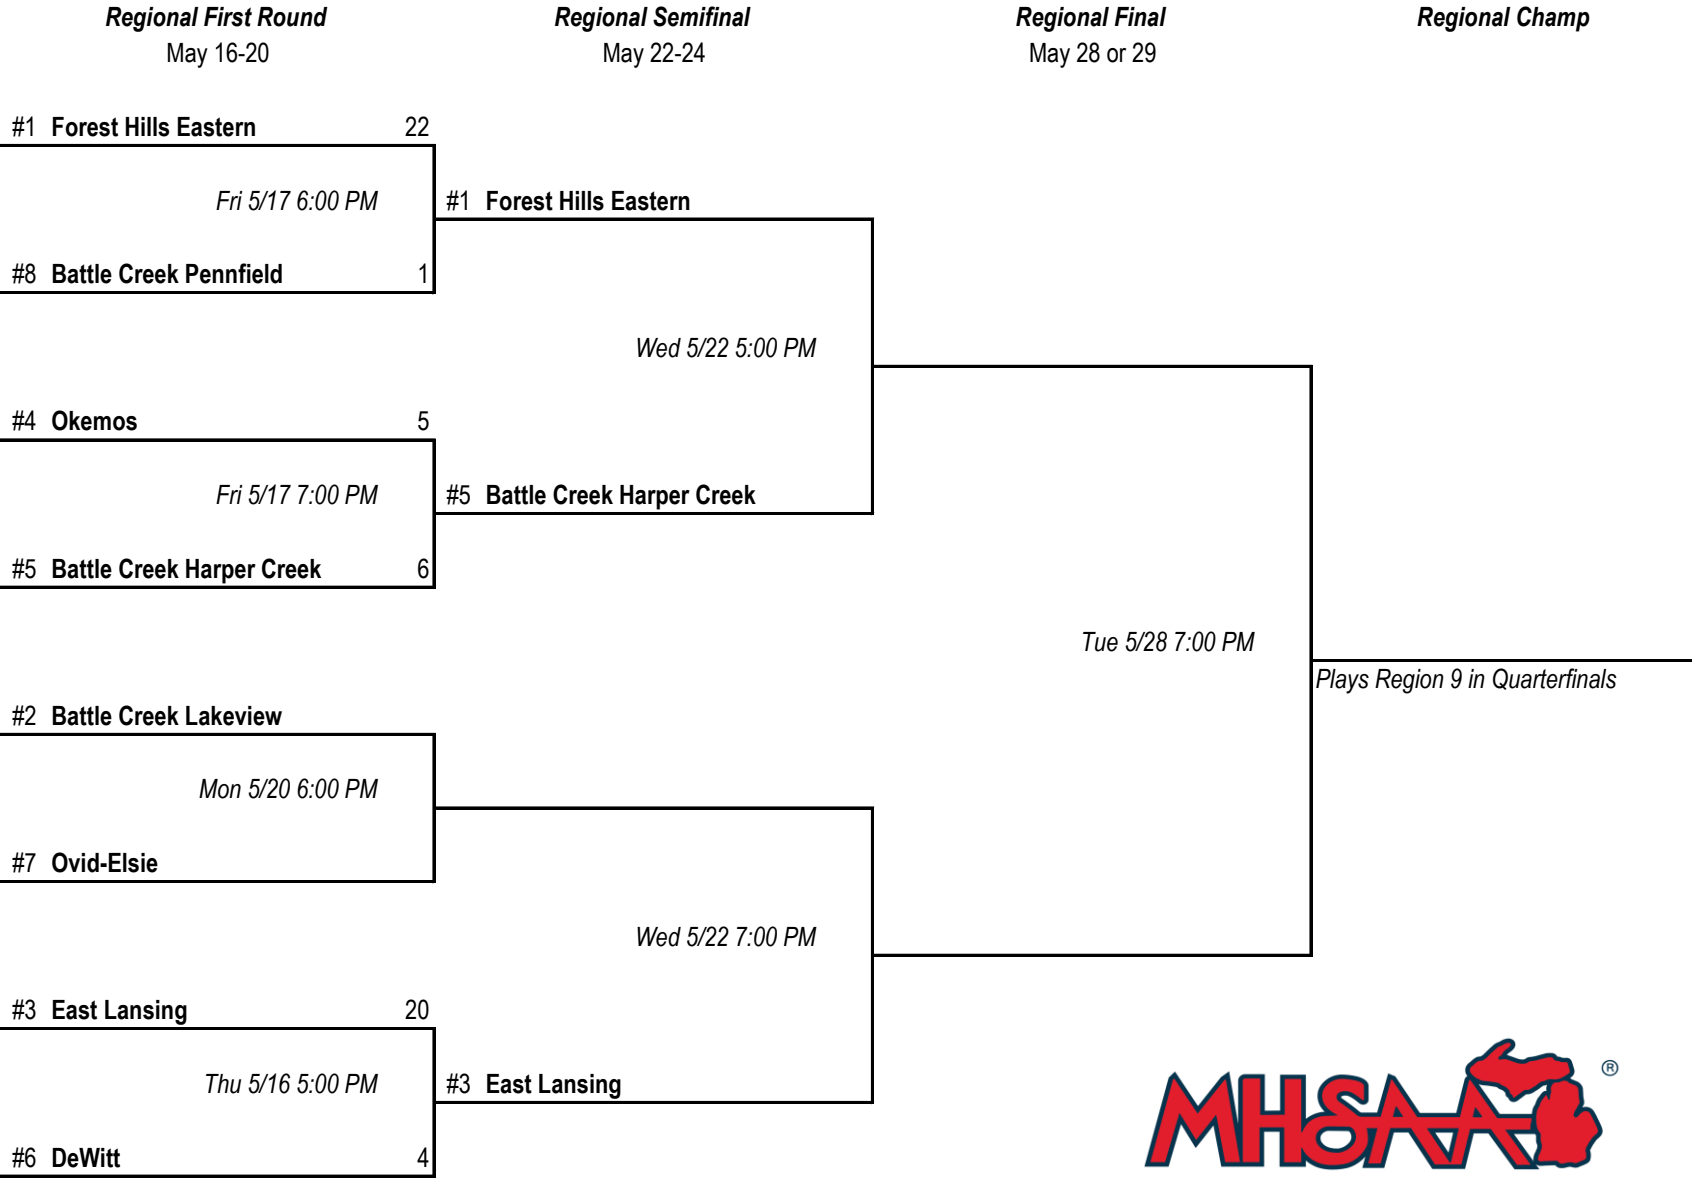 Regional First Round
Regional Semifinal
Regional Final
Regional Champ
May 16-20
May 22-24
May 28 or 29
#1 Forest Hills Eastern 22
Fri 5/17 6:00 PM
#1 Forest Hills Eastern
#8 Battle Creek Pennfield 1
Wed 5/22 5:00 PM
#4 Okemos 5
Fri 5/17 7:00 PM
#5 Battle Creek Harper Creek
#5 Battle Creek Harper Creek 6
Tue 5/28 7:00 PM
Plays Region 9 in Quarterfinals
#2 Battle Creek Lakeview
Mon 5/20 6:00 PM
#7 Ovid-Elsie
Wed 5/22 7:00 PM
#3 East Lansing 20
Thu 5/16 5:00 PM
#3 East Lansing
#6 DeWitt 4
MHSAA ®